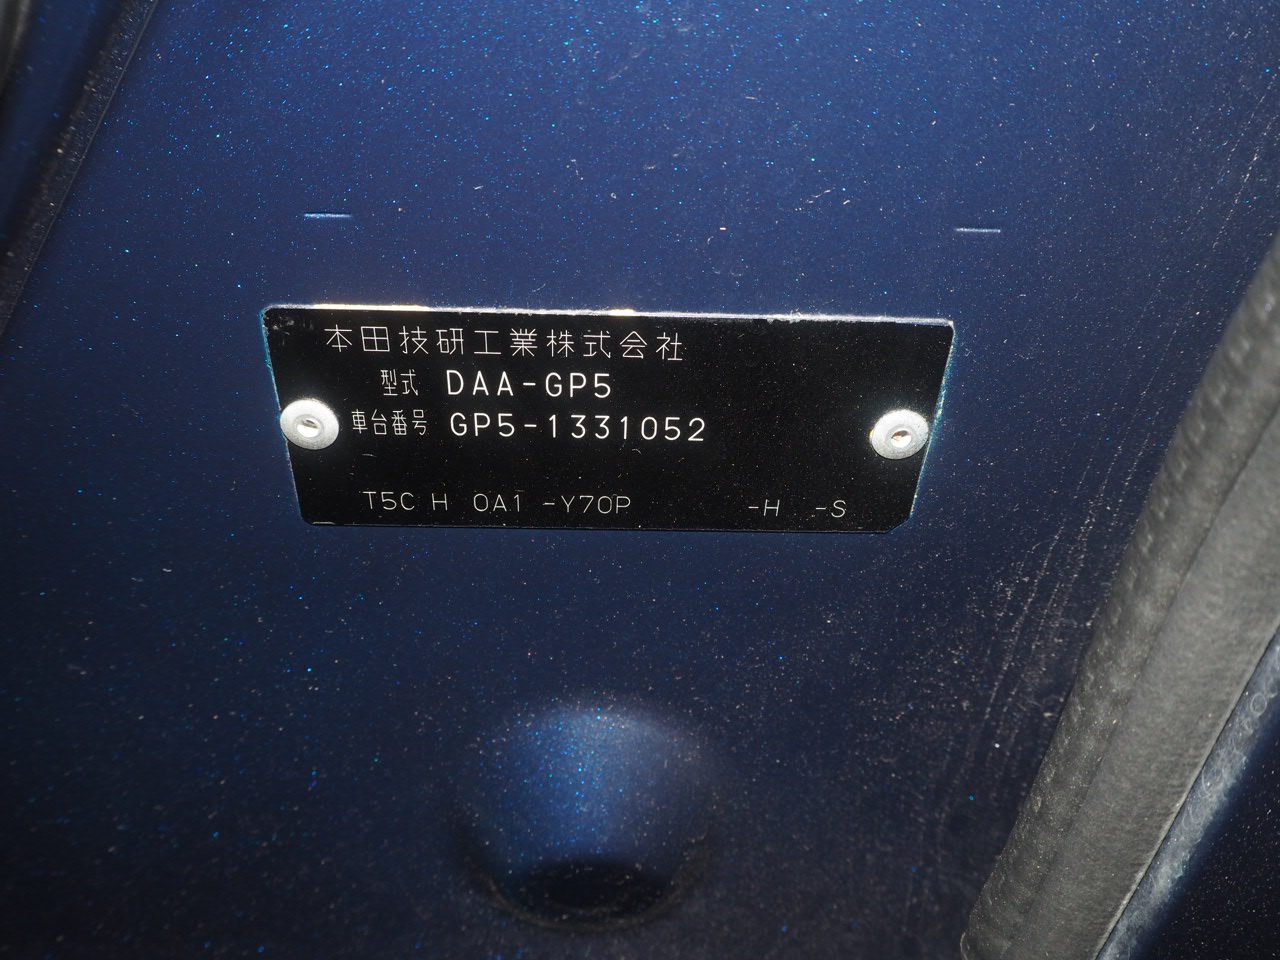 本田技研工業株式会社
型式 DAA-GP5
車台番号 GP5-1331052
T5C H 0A1 -Y70P -H -S